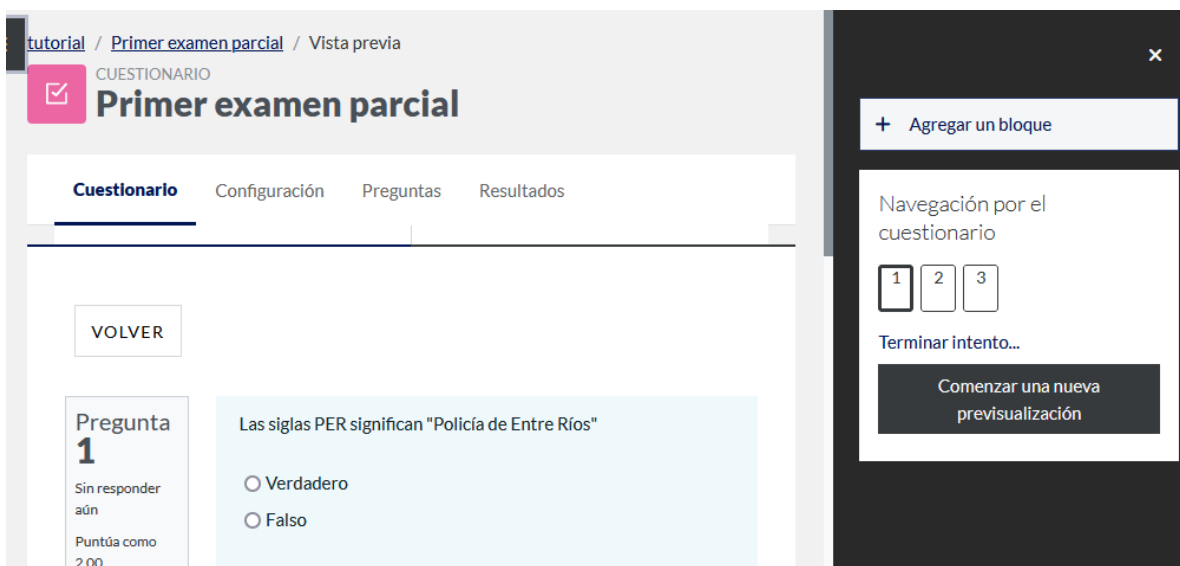 tutorial / Primer examen parcial / Vista previa
CUESTIONARIO
Primer examen parcial
Cuestionario Configuración Preguntas Resultados
VOLVER
Pregunta
1
Sin responder
aún
Puntúa como
2,00
Las siglas PER significan "Policía de Entre Ríos"
Verdadero
Falso
×
+ Agregar un bloque
Navegación por el
cuestionario
1 2 3
Terminar intento...
Comenzar una nueva
previsualización